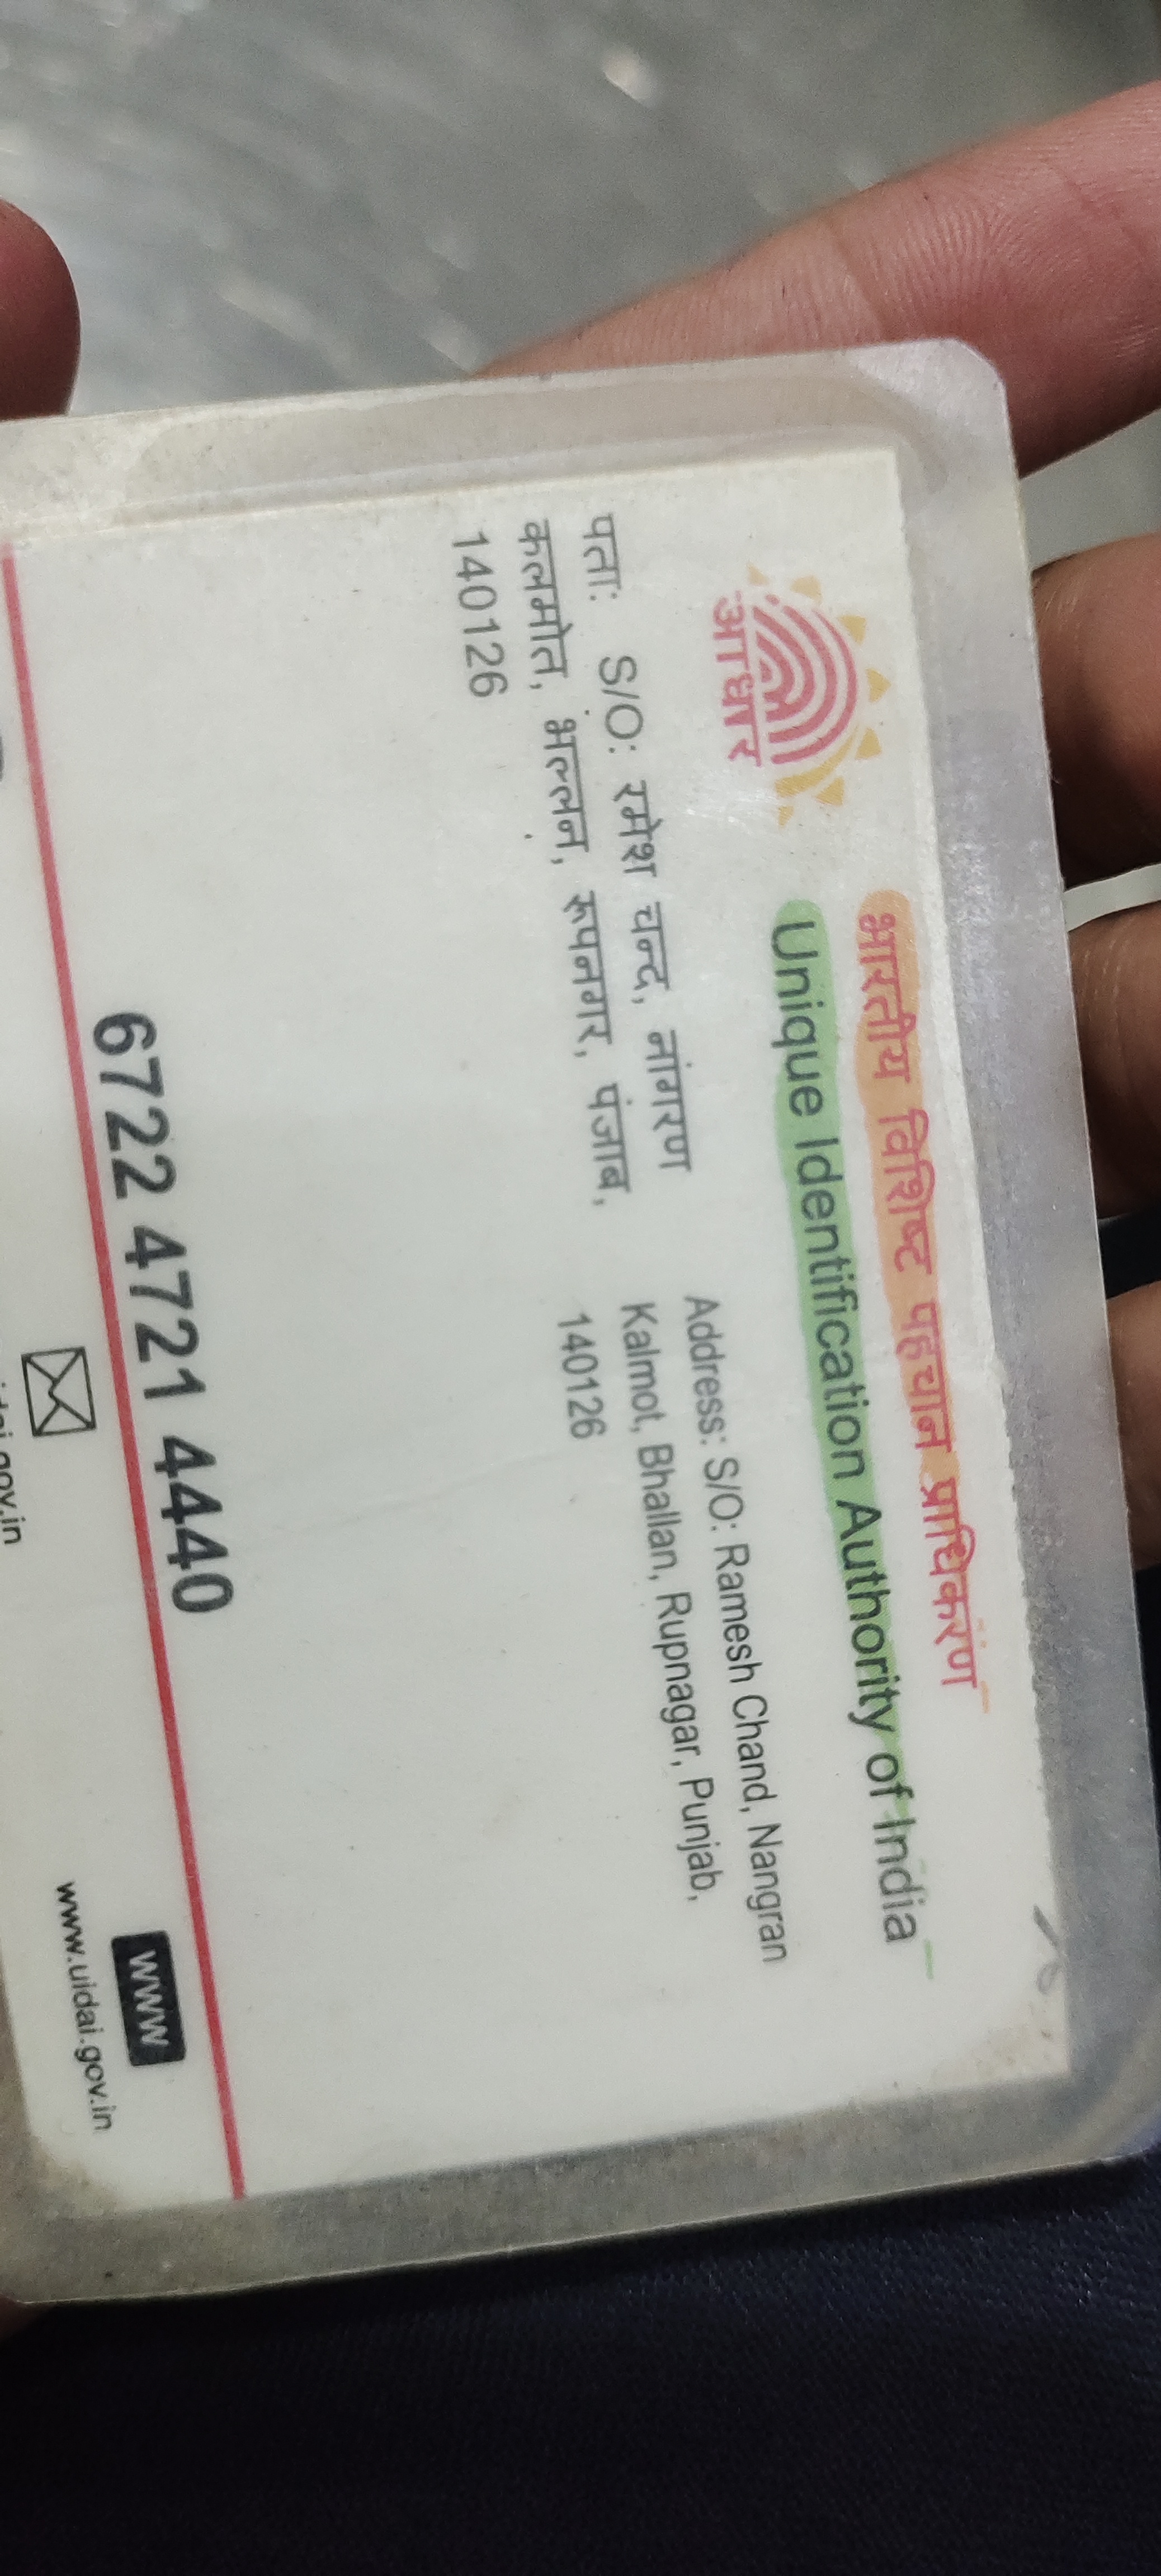 भारतीय विशिष्ट पहचान प्राधिकरण
Unique Identification Authority of India
आधार
पता: S/O: रमेश चन्द, नांगरण
कलमोत, भल्लन, रूपनगर, पंजाब,
140126
Address: S/O: Ramesh Chand, Nangran
Kalmot, Bhallan, Rupnagar, Punjab,
140126
6722 4721 4440
www
www.uidai.gov.in